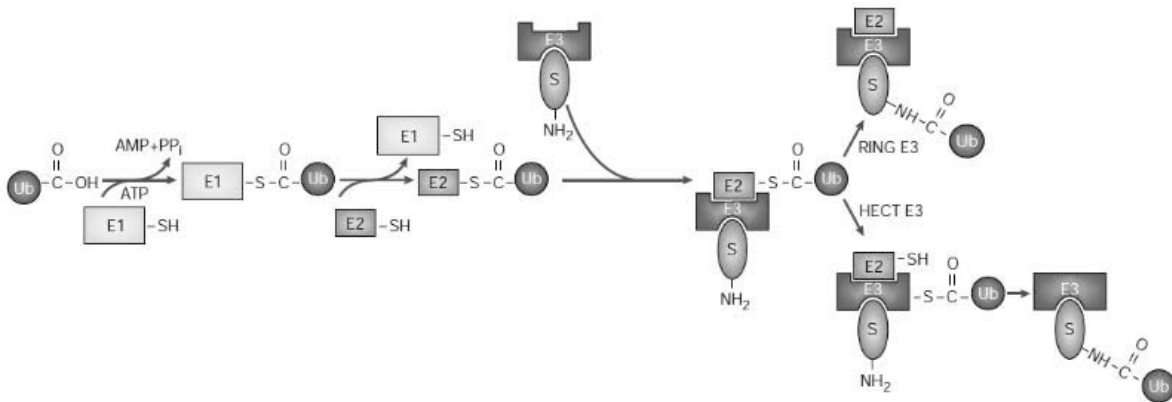 E2
E3
S
NH
C
O
Ub
RING E3
E3
S
NH2
E1
-SH
AMP+PPi
O
Ub
C
-OH
ATP
E1
-SH
E1
-S-C-
O
Ub
E2
-SH
E2
-S-C-
O
Ub
E2
-S-C-
O
Ub
E3
S
NH2
HECT E3
E2
-SH
E3
-S-C-
O
Ub
S
NH2
E3
S
NH
C
O
Ub